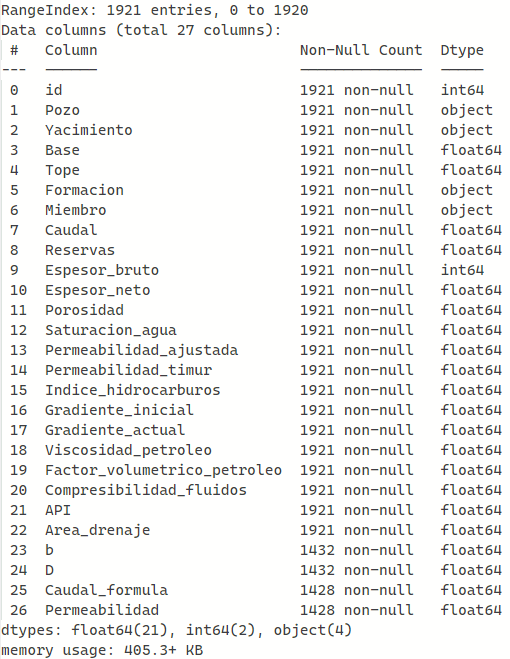 RangeIndex: 1921 entries, 0 to 1920
Data columns (total 27 columns):
 #   Column                       Non-Null Count  Dtype
---  ------                       --------------  -----
 0   id                           1921 non-null   int64
 1   Pozo                         1921 non-null   object
 2   Yacimiento                   1921 non-null   object
 3   Base                         1921 non-null   float64
 4   Tope                         1921 non-null   float64
 5   Formacion                    1921 non-null   object
 6   Miembro                      1921 non-null   object
 7   Caudal                       1921 non-null   float64
 8   Reservas                     1921 non-null   float64
 9   Espesor_bruto                1921 non-null   int64
 10  Espesor_neto                 1921 non-null   float64
 11  Porosidad                    1921 non-null   float64
 12  Saturacion_agua              1921 non-null   float64
 13  Permeabilidad_ajustada       1921 non-null   float64
 14  Permeabilidad_timur          1921 non-null   float64
 15  Indice_hidrocarburos         1921 non-null   float64
 16  Gradiente_inicial            1921 non-null   float64
 17  Gradiente_actual             1921 non-null   float64
 18  Viscosidad_petroleo          1921 non-null   float64
 19  Factor_volumetrico_petroleo  1921 non-null   float64
 20  Compresibilidad_fluidos      1921 non-null   float64
 21  API                          1921 non-null   float64
 22  Area_drenaje                 1921 non-null   float64
 23  b                            1432 non-null   float64
 24  D                            1432 non-null   float64
 25  Caudal_formula               1428 non-null   float64
 26  Permeabilidad                1428 non-null   float64
dtypes: float64(21), int64(2), object(4)
memory usage: 405.3+ KB